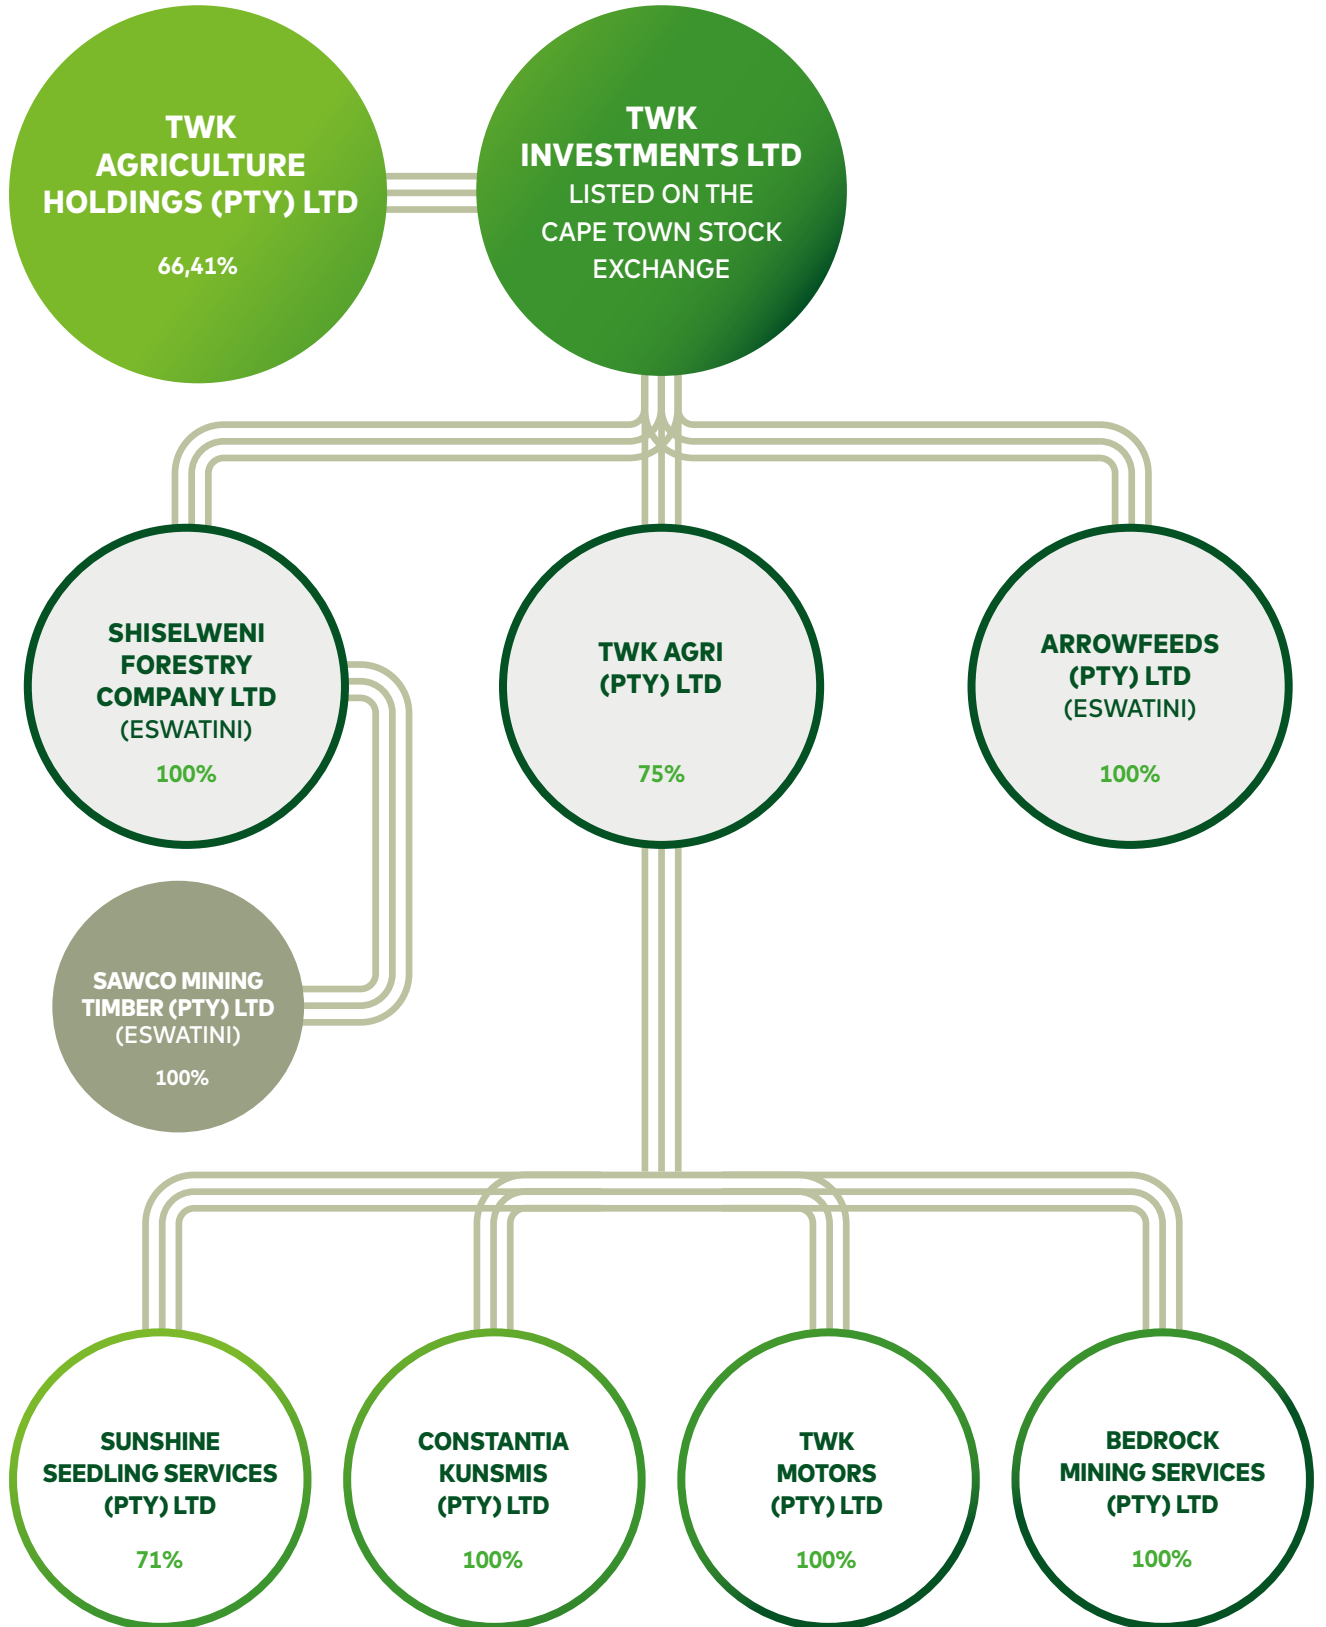 TWK
AGRICULTURE
HOLDINGS (PTY) LTD
66,41%
TWK
INVESTMENTS LTD
LISTED ON THE
CAPE TOWN STOCK
EXCHANGE
SHISELWENI
FORESTRY
COMPANY LTD
(ESWATINI)
100%
TWK AGRI
(PTY) LTD
75%
ARROWFEEDS
(PTY) LTD
(ESWATINI)
100%
SAWCO MINING
TIMBER (PTY) LTD
(ESWATINI)
100%
SUNSHINE
SEEDLING SERVICES
(PTY) LTD
71%
CONSTANTIA
KUNSMIS
(PTY) LTD
100%
TWK
MOTORS
(PTY) LTD
100%
BEDROCK
MINING SERVICES
(PTY) LTD
100%